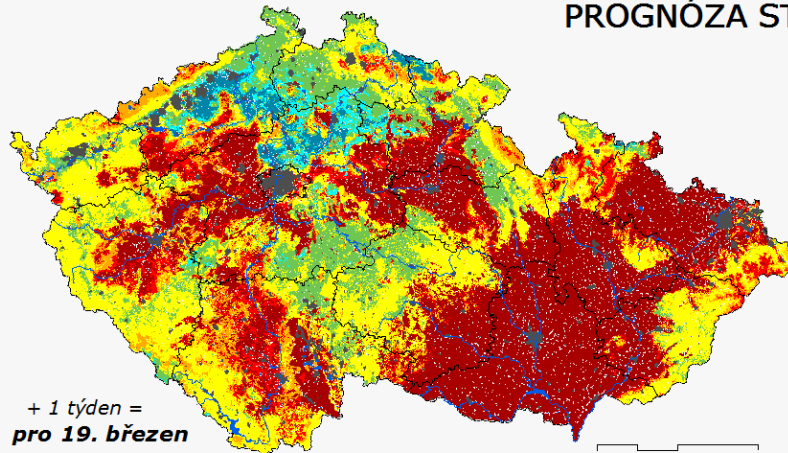 PROGNÓZA ST
+ 1 týden =
pro 19. březen